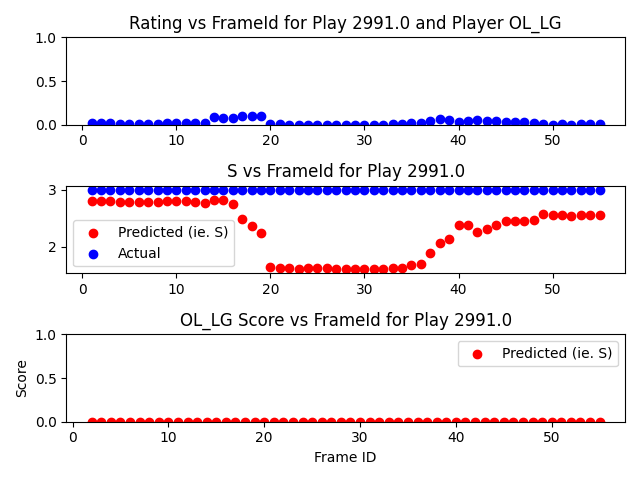 Rating vs FrameId for Play 2991.0 and Player OL_LG
1.0
0.5
0.0
0 10 20 30 40 50
S vs FrameId for Play 2991.0
3
2
Predicted (ie. S)
Actual
0 10 20 30 40 50
OL_LG Score vs FrameId for Play 2991.0
Score
1.0
0.5
0.0
Predicted (ie. S)
0 10 20 30 40 50
Frame ID